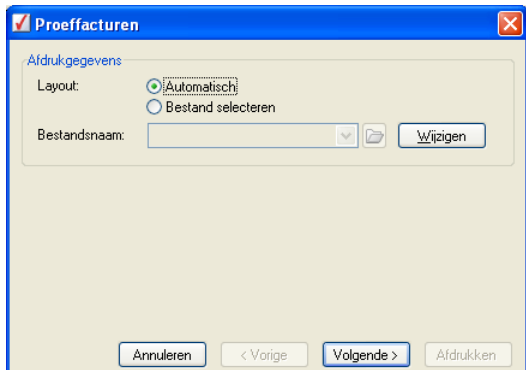 Proeffacturen
Afdrukgegevens
Layout: Automatisch
Bestand selecteren
Bestandsnaam: Wijzigen
Annuleren < Vorige Volgende > Afdrukken